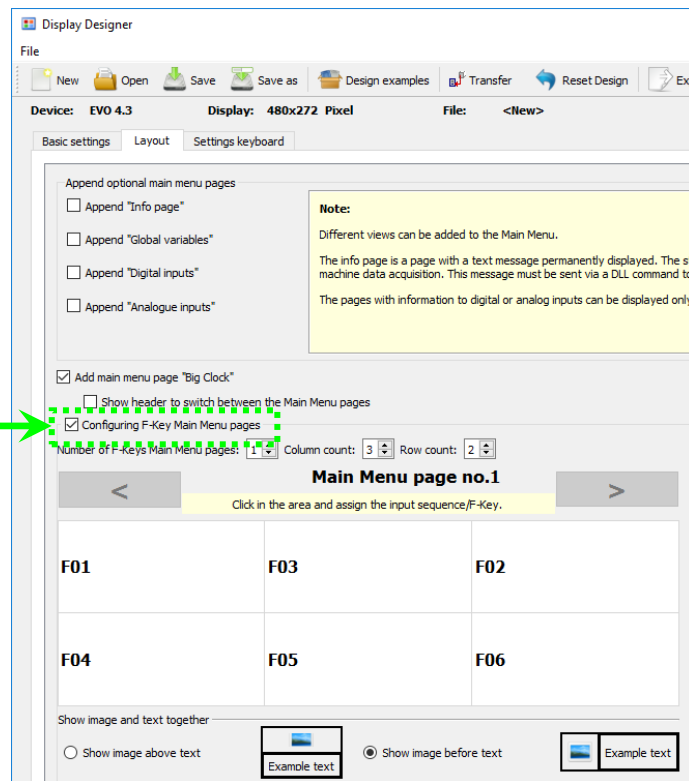 Display Designer
File
New Open Save Save as Design examples Transfer Reset Design Ex
Device: EVO 4.3 Display: 480x272 Pixel File: <New>
Basic settings Layout Settings keyboard
Append optional main menu pages
Append "Info page"
Append "Global variables"
Append "Digital inputs"
Append "Analogue inputs"
Note:
Different views can be added to the Main Menu.
The info page is a page with a text message permanently displayed. The s
machine data acquisition. This message must be sent via a DLL command to
The pages with information to digital or analog inputs can be displayed only
Add main menu page "Big Clock"
Show header to switch between the Main Menu pages
Configuring F-Key Main Menu pages
Number of F-Keys Main Menu pages: 1 Column count: 3 Row count: 2
< Main Menu page no.1 >
Click in the area and assign the input sequence/F-Key.
F01 F03 F02
F04 F05 F06
Show image and text together
Show image above text Example text Show image before text Example text